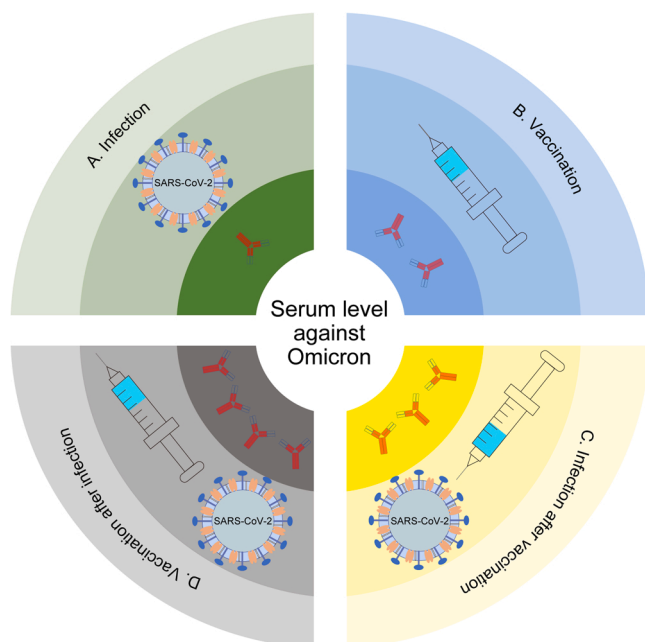 A. Infection
B. Vaccination
SARS-CoV-2
Serum level
against
Omicron
SARS-CoV-2
SARS-CoV-2
D. Vaccination after infection
C. Infection after vaccination